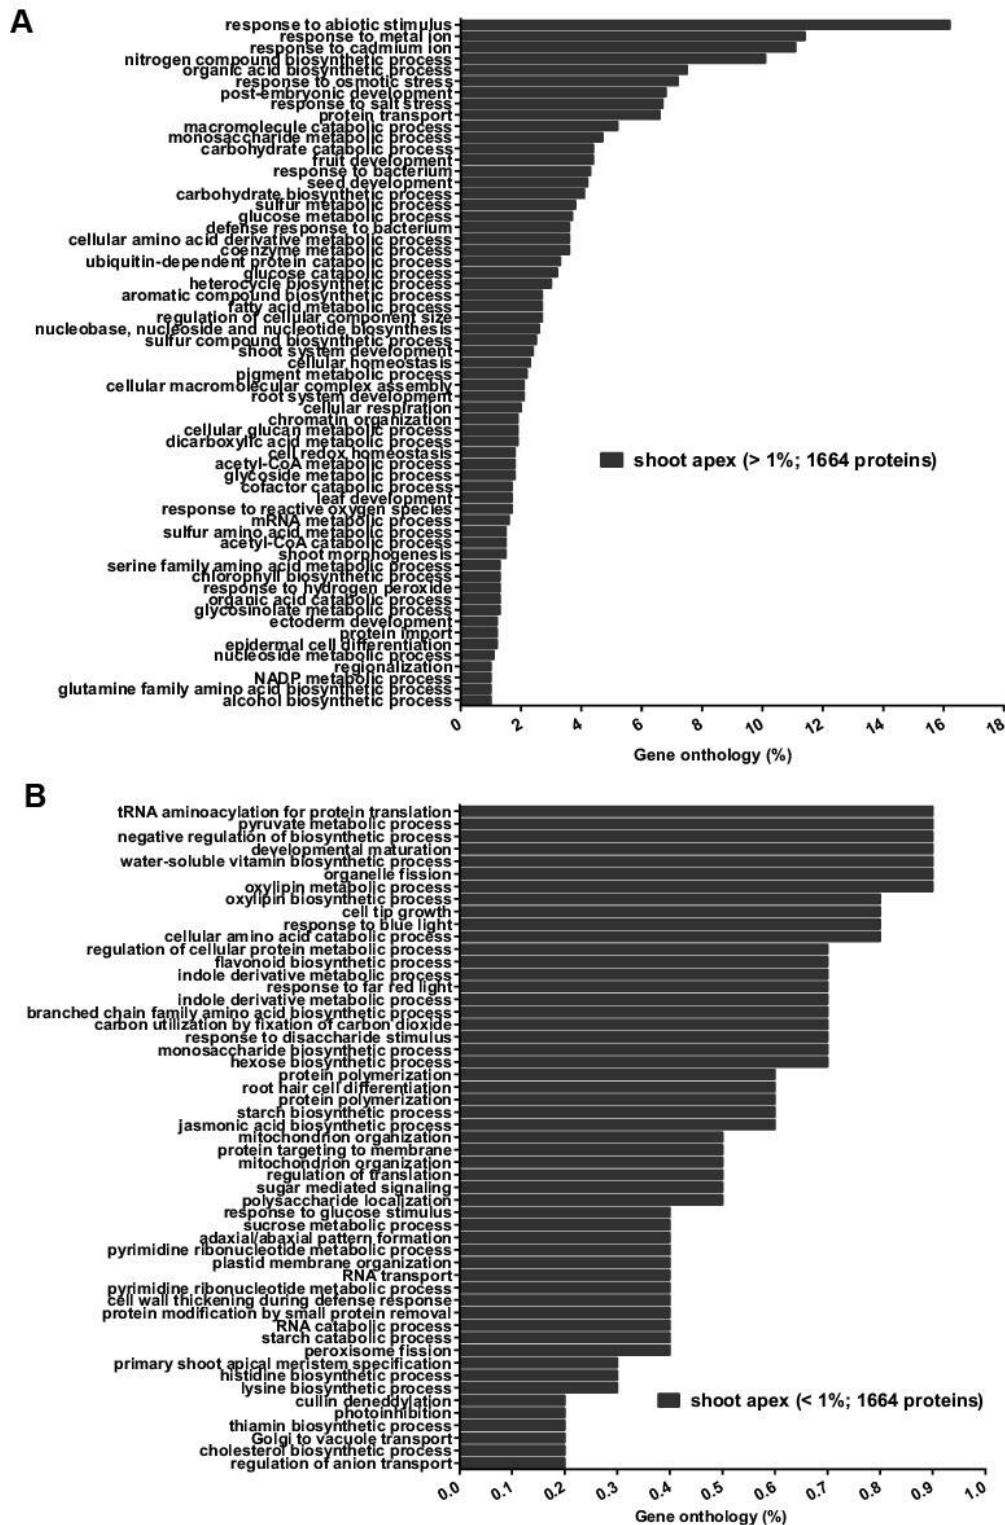 A
response to abiotic stimulus
response to metal ion
response to cadmium ion
nitrogen compound biosynthetic process
organic acid biosynthetic process
response to osmotic stress
post-embryonic development
response to salt stress
protein transport
macromolecule catabolic process
monosaccharide metabolic process
carbohydrate catabolic process
fruit development
response to bacterium
seed development
carbohydrate biosynthetic process
sulfur metabolic process
glucose metabolic process
defense response to bacterium
cellular amino acid derivative metabolic process
coenzyme metabolic process
ubiquitin-dependent protein catabolic process
glucose catabolic process
heterocycle biosynthetic process
aromatic compound biosynthetic process
fatty acid metabolic process
regulation of cellular component size
nucleobase, nucleoside and nucleotide biosynthesis
sulfur compound biosynthetic process
shoot system development
cellular homeostasis
pigment metabolic process
cellular macromolecular complex assembly
root system development
cellular respiration
chromatin organization
cellular glucan metabolic process
dicarboxylic acid metabolic process
cell redox homeostasis
acetyl-CoA metabolic process
glycoside metabolic process
cofactor catabolic process
leaf development
response to reactive oxygen species
mRNA metabolic process
sulfur amino acid metabolic process
acetyl-CoA catabolic process
shoot morphogenesis
serine family amino acid metabolic process
chlorophyll biosynthetic process
response to hydrogen peroxide
organic acid catabolic process
glycosinolate metabolic process
ectoderm development
protein import
epidermal cell differentiation
nucleoside metabolic process
regionalization
NADP metabolic process
glutamine family amino acid biosynthetic process
alcohol biosynthetic process
shoot apex (> 1%; 1664 proteins)
0 2 4 6 8 10 12 14 16 18
Gene onthology (%)
B
tRNA aminoacylation for protein translation
pyruvate metabolic process
negative regulation of biosynthetic process
developmental maturation
water-soluble vitamin biosynthetic process
organelle fission
oxylipin metabolic process
oxylipin biosynthetic process
cell tip growth
response to blue light
cellular amino acid catabolic process
regulation of cellular protein metabolic process
flavonoid biosynthetic process
indole derivative metabolic process
response to far red light
indole derivative metabolic process
branched chain family amino acid biosynthetic process
carbon utilization by fixation of carbon dioxide
response to disaccharide stimulus
monosaccharide biosynthetic process
hexose biosynthetic process
protein polymerization
root hair cell differentiation
protein polymerization
starch biosynthetic process
jasmonic acid biosynthetic process
mitochondrion organization
protein targeting to membrane
mitochondrion organization
regulation of translation
sugar mediated signaling
polysaccharide localization
response to glucose stimulus
sucrose metabolic process
adaxial/abaxial pattern formation
pyrimidine ribonucleotide metabolic process
plastid membrane organization
RNA transport
pyrimidine ribonucleotide metabolic process
cell wall thickening during defense response
protein modification by small protein removal
RNA catabolic process
starch catabolic process
peroxisome fission
primary shoot apical meristem specification
histidine biosynthetic process
lysine biosynthetic process
cullin deneddylation
photoinhibition
thiamin biosynthetic process
Golgi to vacuole transport
cholesterol biosynthetic process
regulation of anion transport
shoot apex (< 1%; 1664 proteins)
0.0 0.1 0.2 0.3 0.4 0.5 0.6 0.7 0.8 0.9 1.0
Gene onthology (%)